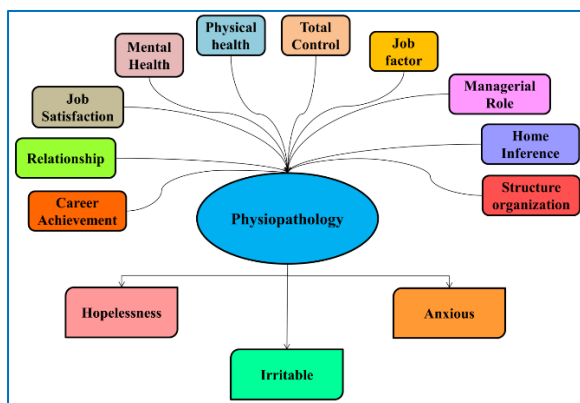 Physical
health
Total
Control
Mental
Health
Job
factor
Job
Satisfaction
Managerial
Role
Relationship
Home
Inference
Career
Achievement
Structure
organization
Physiopathology
Hopelessness
Anxious
Irritable